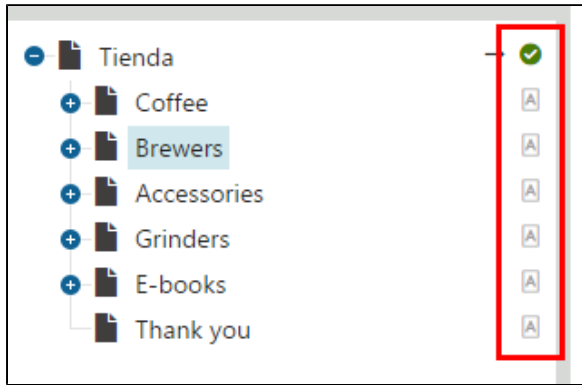 Tienda
Coffee A
Brewers A
Accessories A
Grinders A
E-books A
Thank you A